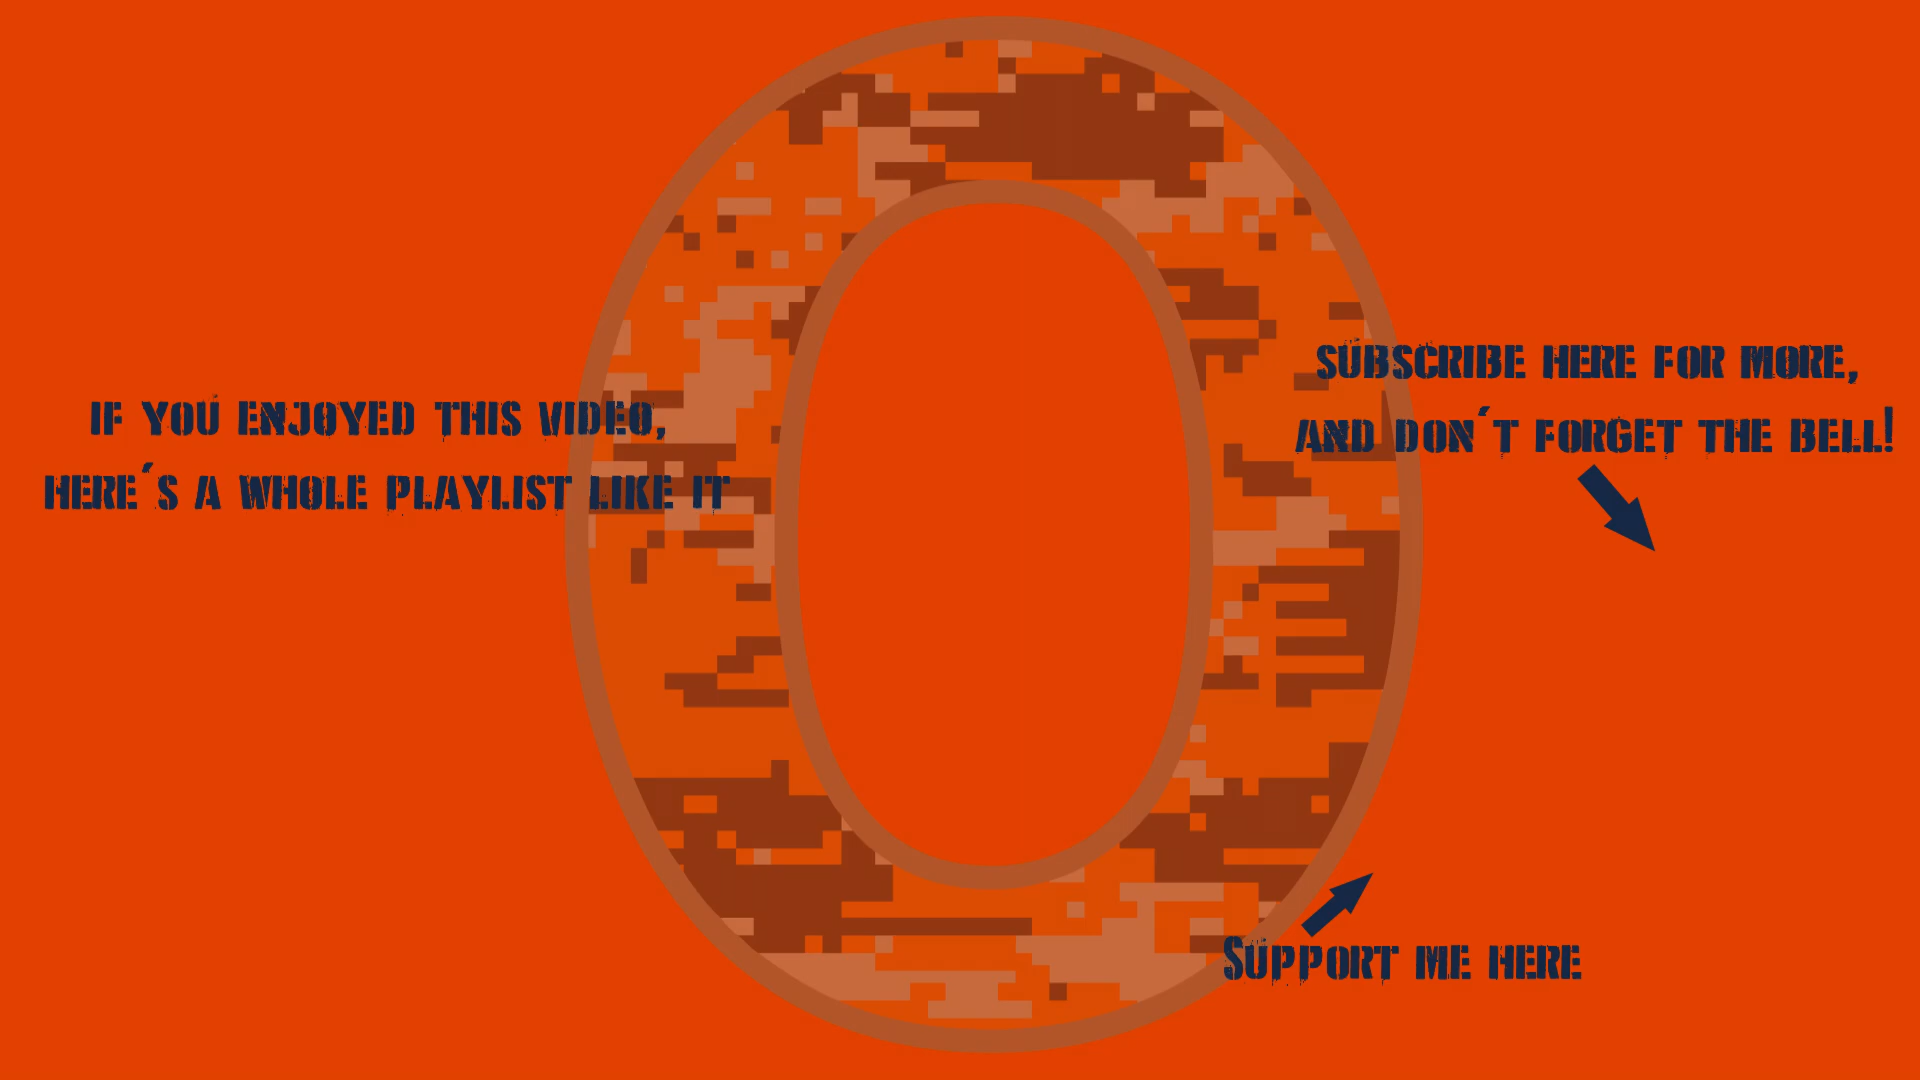 IF YOU ENJOYED THIS VIDEO,
HERE´S A WHOLE PLAYLIST LIKE IT
SUBSCRIBE HERE FOR MORE,
AND DON´T FORGET THE BELL!
SUPPORT ME HERE
O